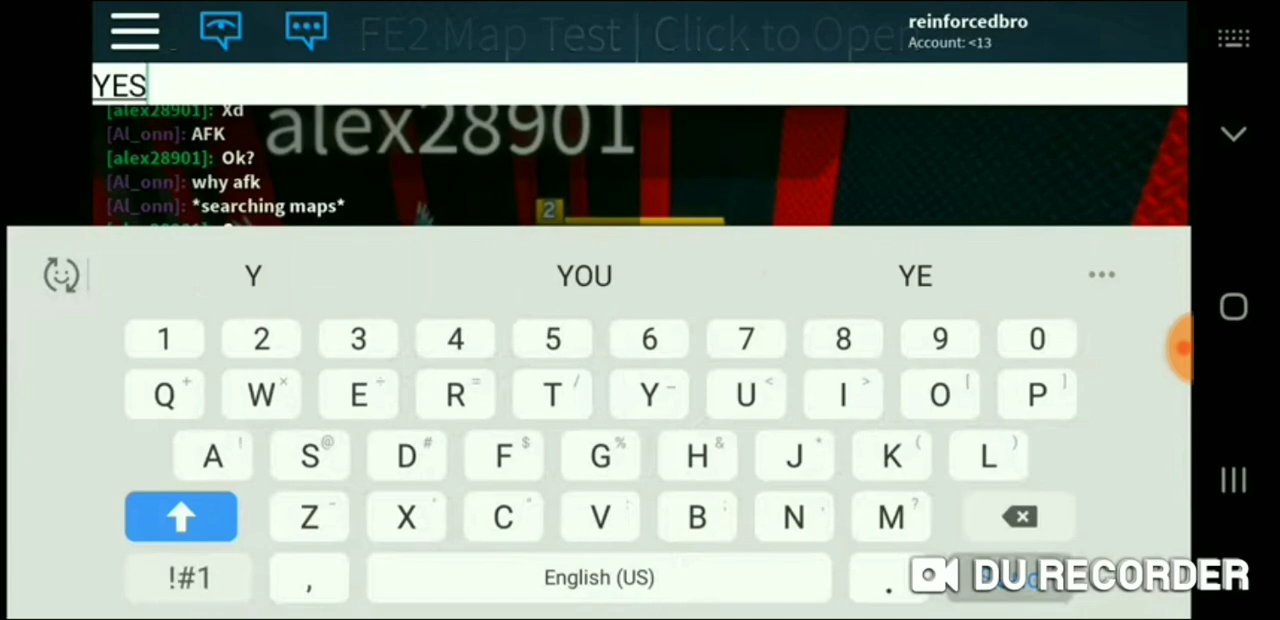 FE2 Map Test | Click to Ope
reinforcedbro
Account: <13
YES
[alex28901]: Xd
alex28901
[Al_onn]: AFK
[alex28901]: Ok?
[Al_onn]: why afk
[Al_onn]: *searching maps*
2
Y YOU YE
1 2 3 4 5 6 7 8 9 0
Q + W × E ÷ R = T / Y _ U < I > O [ P ]
A ! S @ D # F $ G % H & J * K ( L )
Z - X ' C " V : B ; N , M ?
!#1 , English (US) .
DU RECORDER